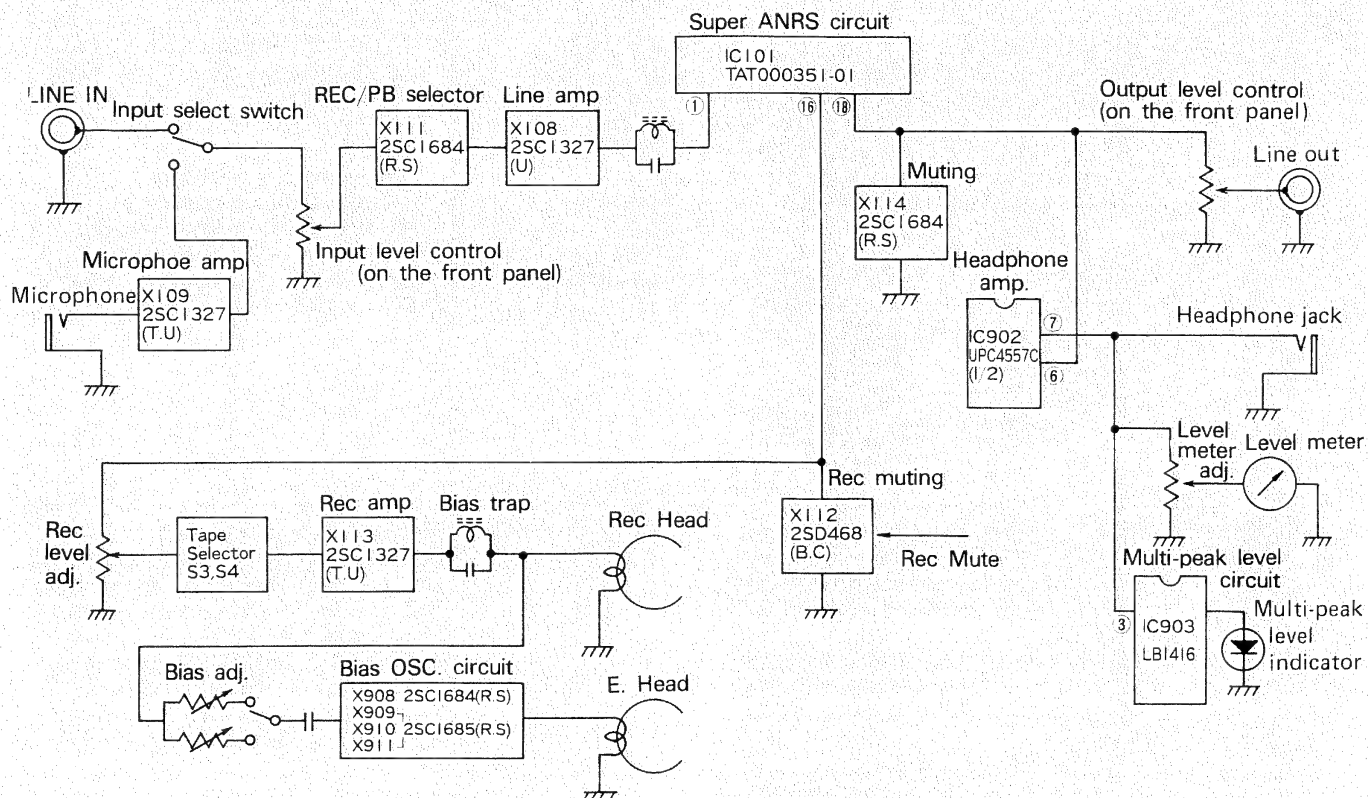 Super ANRS circuit
IC101
TAT000351-01
① ⑯ ⑱
LINE IN
Input select switch
REC/PB selector
X111
2SC1684
(R.S)
Line amp
X108
2SC1327
(U)
Output level control
(on the front panel)
Line out
Muting
X114
2SC1684
(R.S)
Input level control
(on the front panel)
Microphoe amp
Microphone
X109
2SC1327
(T.U)
Headphone
amp.
IC902
UPC4557C
(1/2)
⑦
⑥
Headphone jack
Level
meter
adj.
Level meter
Rec muting
X112
2SD468
(B.C)
Rec Mute
Rec
level
adj.
Tape
Selector
S3,S4
Rec amp
X113
2SC1327
(T.U)
Bias trap
Rec Head
Multi-peak level
circuit
③
IC903
LB1416
Multi-peak
level
indicator
Bias adj.
Bias OSC. circuit
X908 2SC1684(R.S)
X909
X910 2SC1685(R.S)
X911
E. Head